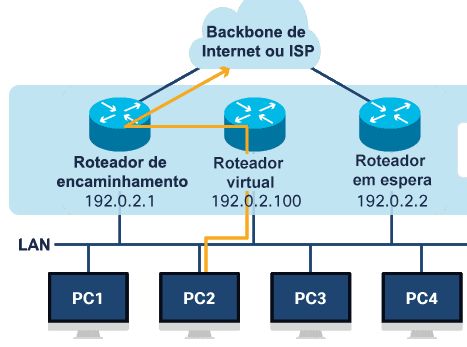 Backbone de
Internet ou ISP
Roteador de
encaminhamento
192.0.2.1
Roteador
virtual
192.0.2.100
Roteador
em espera
192.0.2.2
LAN
PC1
PC2
PC3
PC4